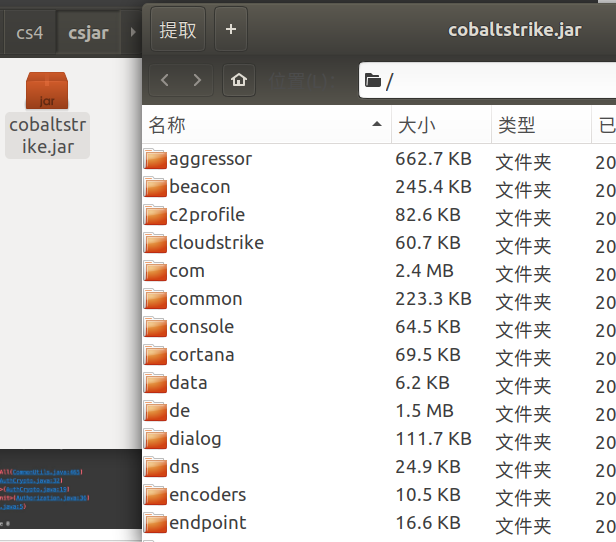 cs4 csjar
提取 + cobaltstrike.jar
位置(L): /
jar
cobaltstr
ike.jar
名称 大小 类型 已
aggressor 662.7 KB 文件夹 20
beacon 245.4 KB 文件夹 20
c2profile 82.6 KB 文件夹 20
cloudstrike 60.7 KB 文件夹 20
com 2.4 MB 文件夹 20
common 223.3 KB 文件夹 20
console 64.5 KB 文件夹 20
cortana 69.5 KB 文件夹 20
data 6.2 KB 文件夹 20
de 1.5 MB 文件夹 20
dialog 111.7 KB 文件夹 20
dns 24.9 KB 文件夹 20
encoders 10.5 KB 文件夹 20
endpoint 16.6 KB 文件夹 20